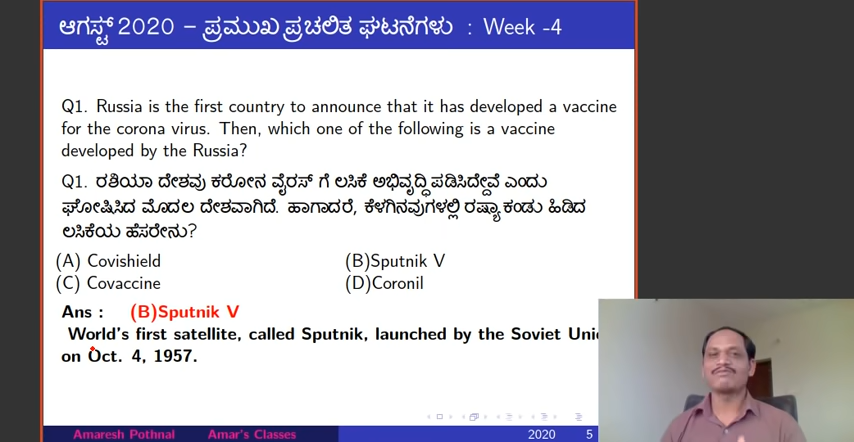 ಆಗಸ್ಟ್ 2020 – ಪ್ರಮುಖ ಪ್ರಚಲಿತ ಘಟನೆಗಳು : Week -4
Q1. Russia is the first country to announce that it has developed a vaccine
for the corona virus. Then, which one of the following is a vaccine
developed by the Russia?
Q1. ರಶಿಯಾ ದೇಶವು ಕರೋನ ವೈರಸ್ ಗೆ ಲಸಿಕೆ ಅಭಿವೃದ್ಧಿ ಪಡಿಸಿದ್ದೇವೆ ಎಂದು
ಘೋಷಿಸಿದ ಮೊದಲ ದೇಶವಾಗಿದೆ. ಹಾಗಾದರೆ, ಕೆಳಗಿನವುಗಳಲ್ಲಿ ರಷ್ಯಾ ಕಂಡು ಹಿಡಿದ
ಲಸಿಕೆಯ ಹೆಸರೇನು?
(A) Covishield (B)Sputnik V
(C) Covaccine (D)Coronil
Ans : (B)Sputnik V
World's first satellite, called Sputnik, launched by the Soviet
on Oct. 4, 1957.
Amaresh Pothnal Amar's Classes 2020 5